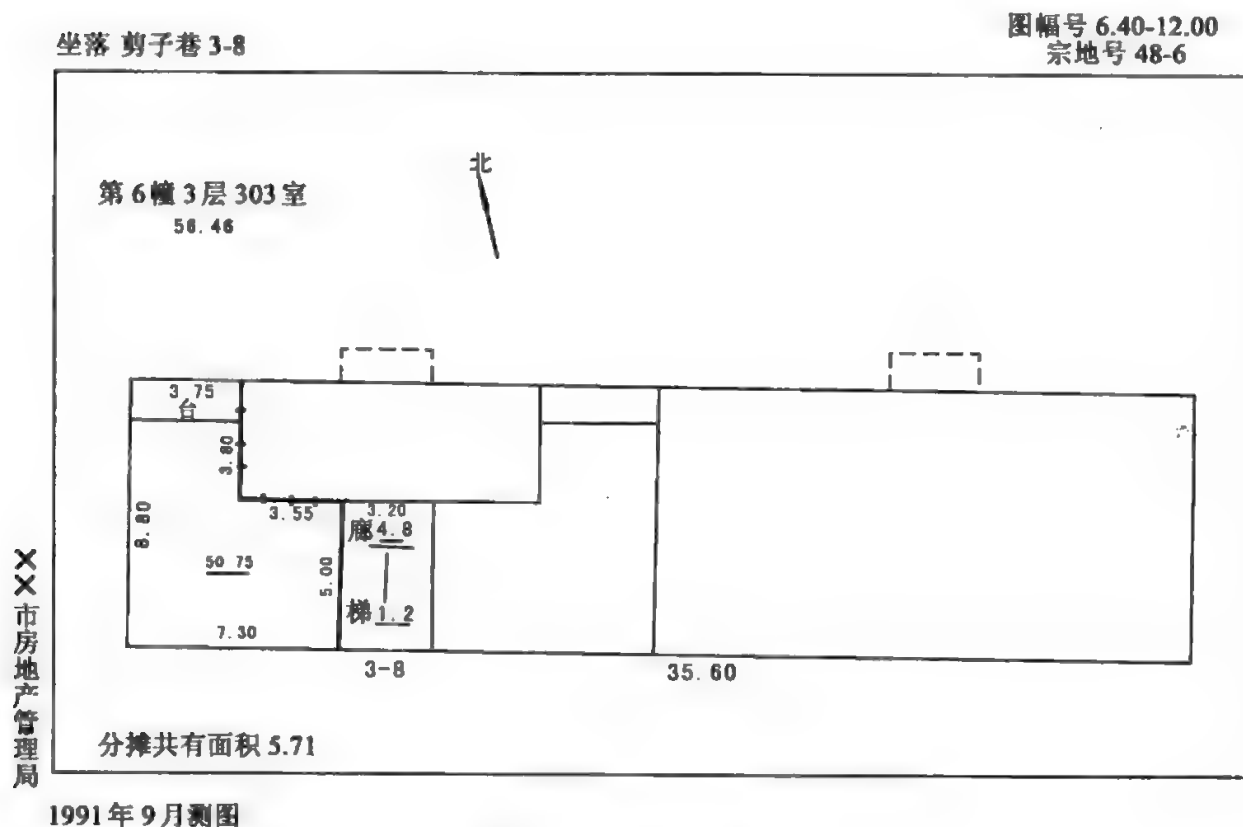 坐落 剪子巷 3-8
图幅号 6.40-12.00
宗地号 48-6
第 6 幢 3 层 303 室
56.46
北
3.75
台
3.80
3.55
3.20
廊 4.8
8.80
50.75
5.00
梯 1.2
7.30
3-8
35.60
分摊共有面积 5.71
××市房地产管理局
1991 年 9 月测图